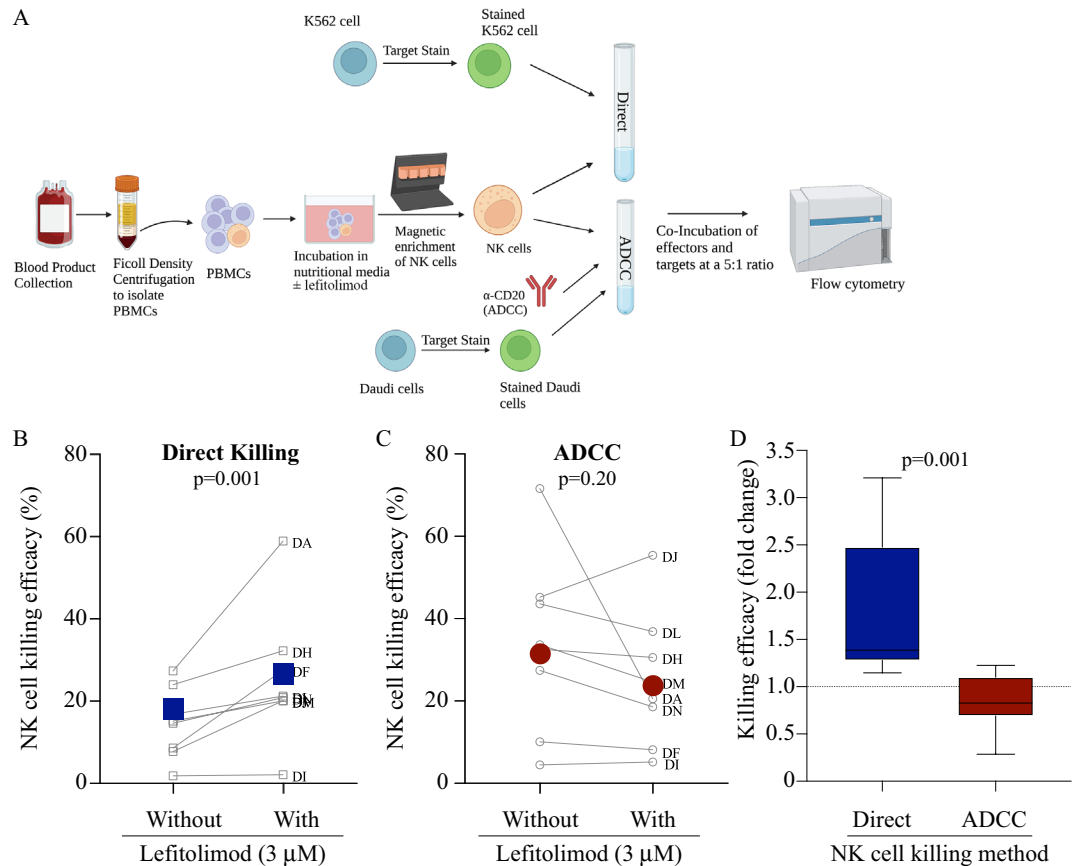 A
K562 cell
Target Stain
Stained
K562 cell
Direct
Blood Product
Collection
Ficoll Density
Centrifugation
to isolate
PBMCs
PBMCs
Incubation in
nutritional media
± lefitolimod
Magnetic
enrichment
of NK cells
NK cells
α-CD20
(ADCC)
ADCC
Co-Incubation of
effectors and
targets at a 5:1 ratio
Flow cytometry
Daudi cells
Target Stain
Stained Daudi
cells
B
Direct Killing
p=0.001
NK cell killing efficacy (%)
80
60
40
20
0
DA
DH
DF
DN
DM
DI
Without
With
Lefitolimod (3 μM)
C
ADCC
p=0.20
NK cell killing efficacy (%)
80
60
40
20
0
DJ
DL
DH
DM
DA
DN
DF
DI
Without
With
Lefitolimod (3 μM)
D
p=0.001
Killing efficacy (fold change)
3.5
3.0
2.5
2.0
1.5
1.0
0.5
0
Direct
ADCC
NK cell killing method